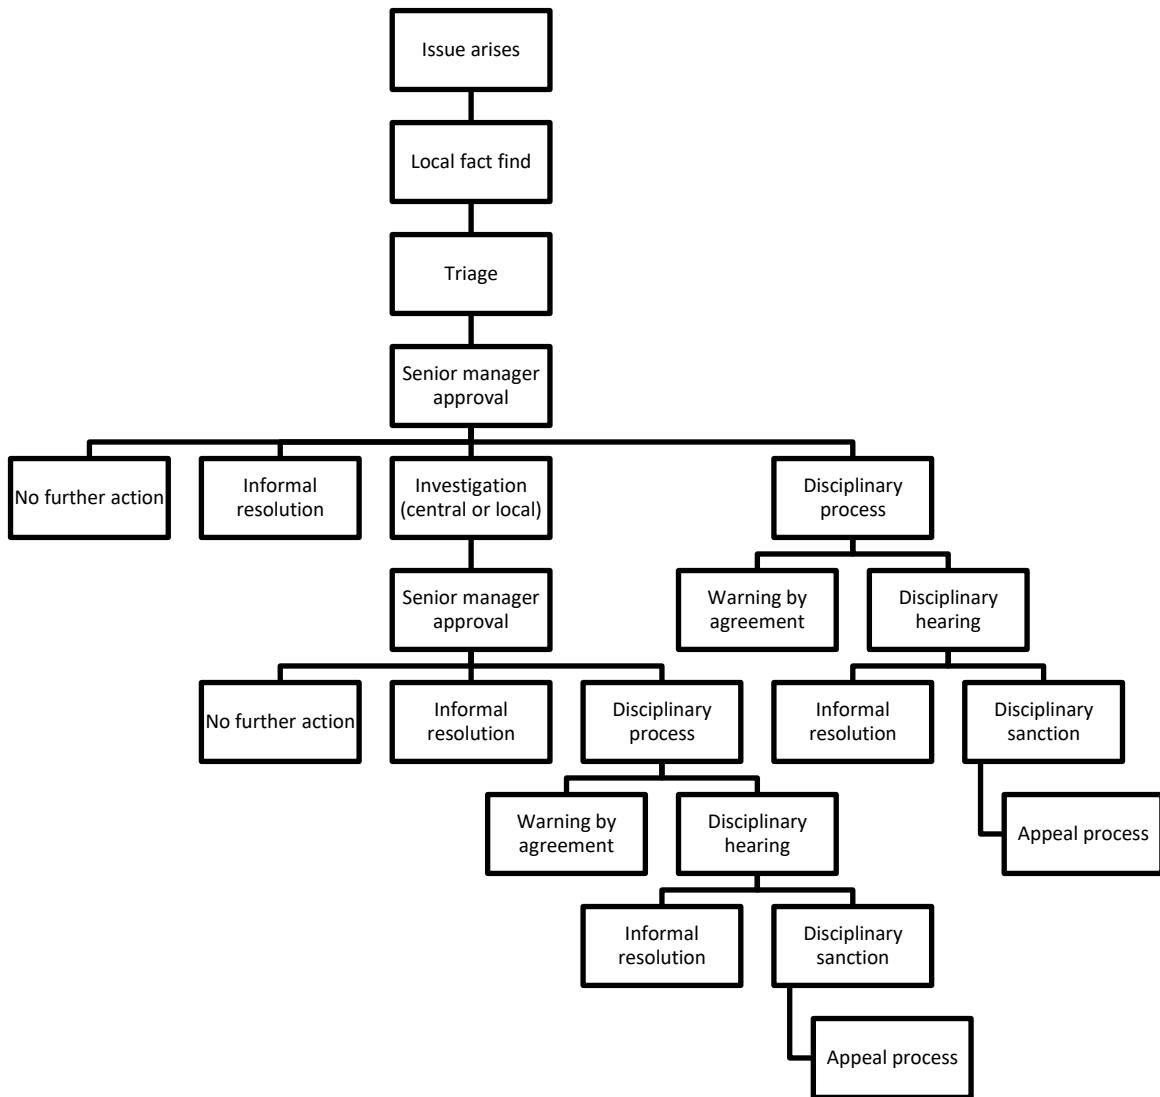 Issue arises
Local fact find
Triage
Senior manager
approval
No further action
Informal
resolution
Investigation
(central or local)
Disciplinary
process
Senior manager
approval
Warning by
agreement
Disciplinary
hearing
No further action
Informal
resolution
Disciplinary
process
Informal
resolution
Disciplinary
sanction
Warning by
agreement
Disciplinary
hearing
Appeal process
Informal
resolution
Disciplinary
sanction
Appeal process